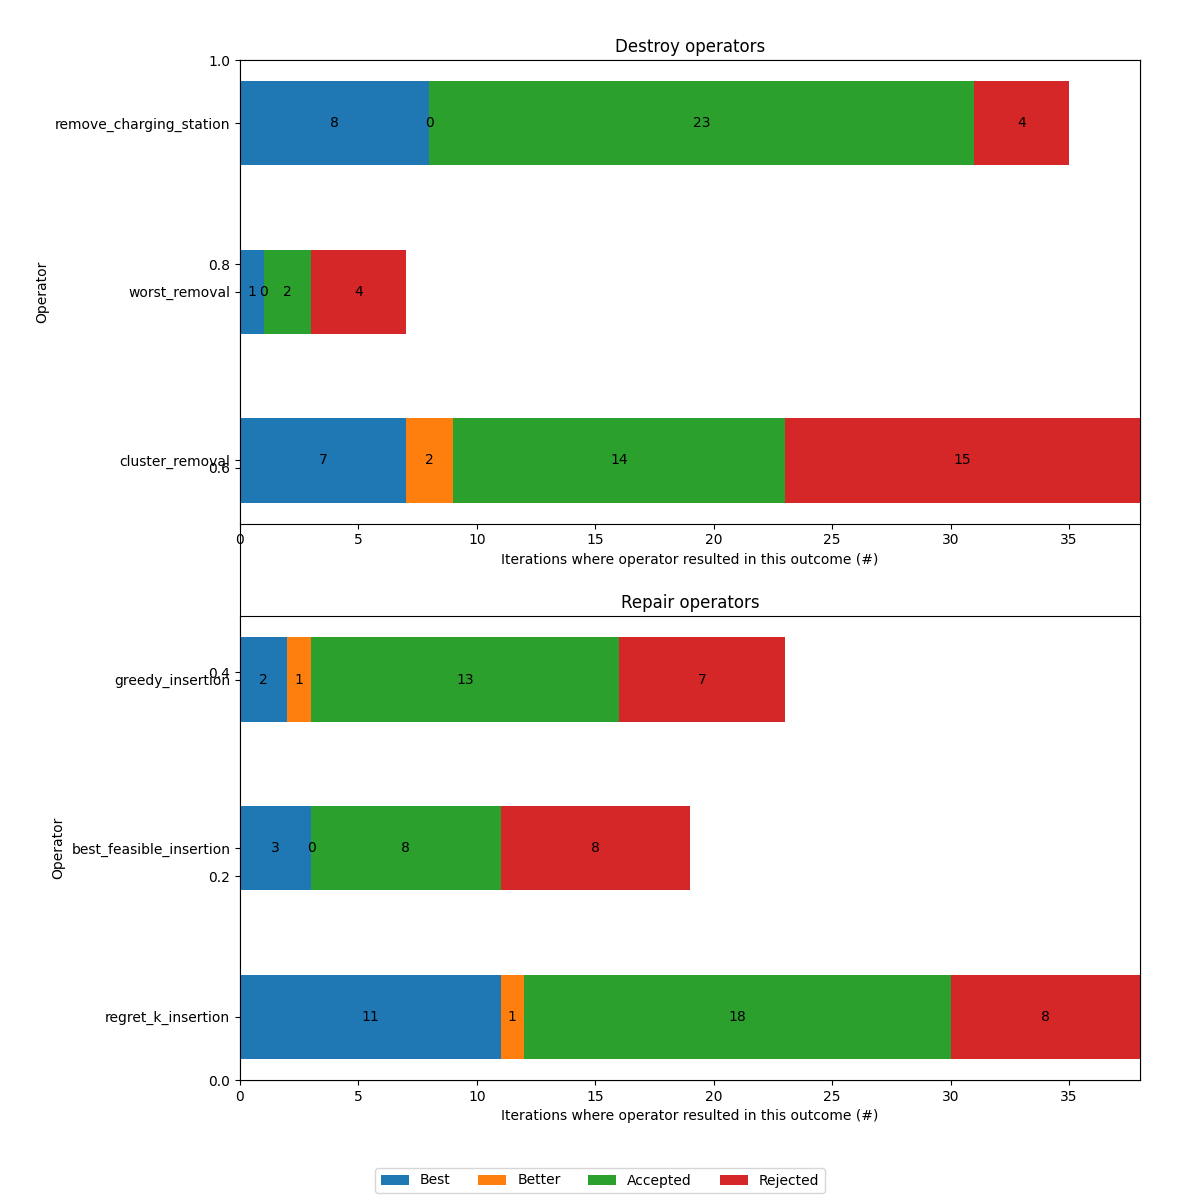 Destroy operators
1.0
remove_charging_station 8 0 23 4
0.8
worst_removal 1 0 2 4
Operator
cluster_removal 7 2 14 15
0.6
0 5 10 15 20 25 30 35
Iterations where operator resulted in this outcome (#)
Repair operators
0.4
greedy_insertion 2 1 13 7
best_feasible_insertion 3 0 8 8
Operator
0.2
regret_k_insertion 11 1 18 8
0.0
0 5 10 15 20 25 30 35
Iterations where operator resulted in this outcome (#)
Best Better Accepted Rejected